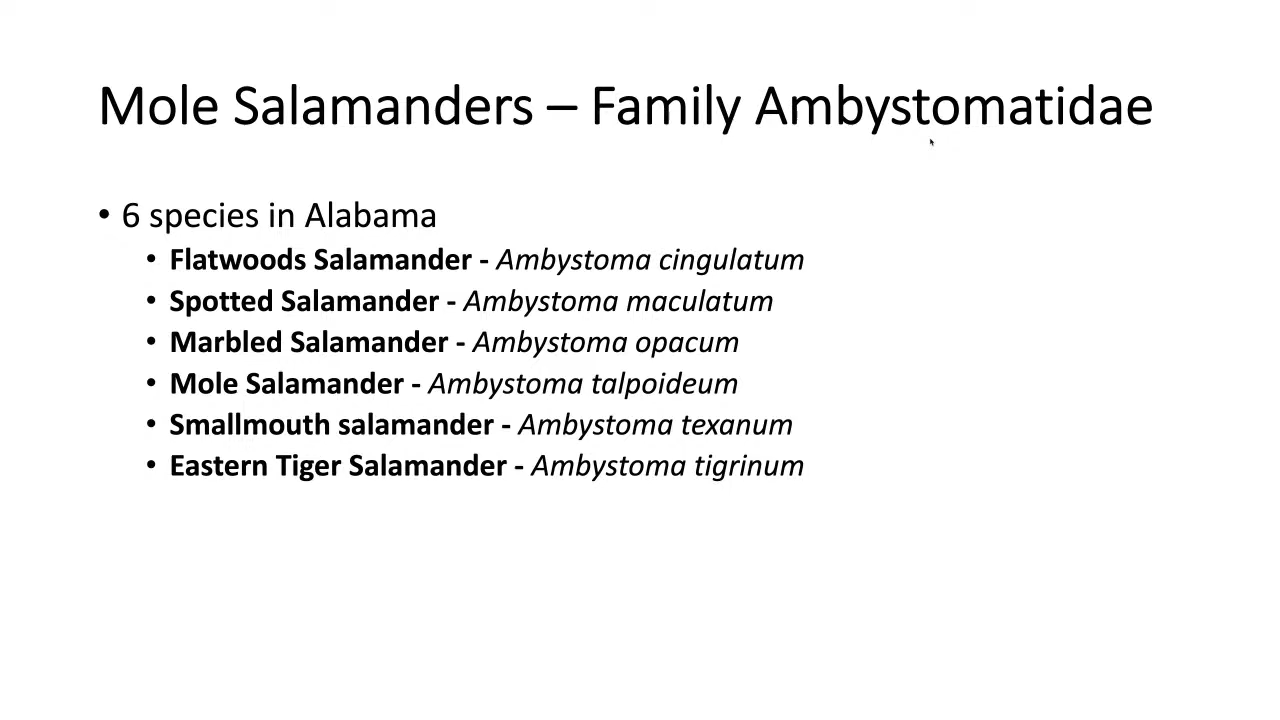 Mole Salamanders – Family Ambystomatidae
• 6 species in Alabama
• Flatwoods Salamander - Ambystoma cingulatum
• Spotted Salamander - Ambystoma maculatum
• Marbled Salamander - Ambystoma opacum
• Mole Salamander - Ambystoma talpoideum
• Smallmouth salamander - Ambystoma texanum
• Eastern Tiger Salamander - Ambystoma tigrinum